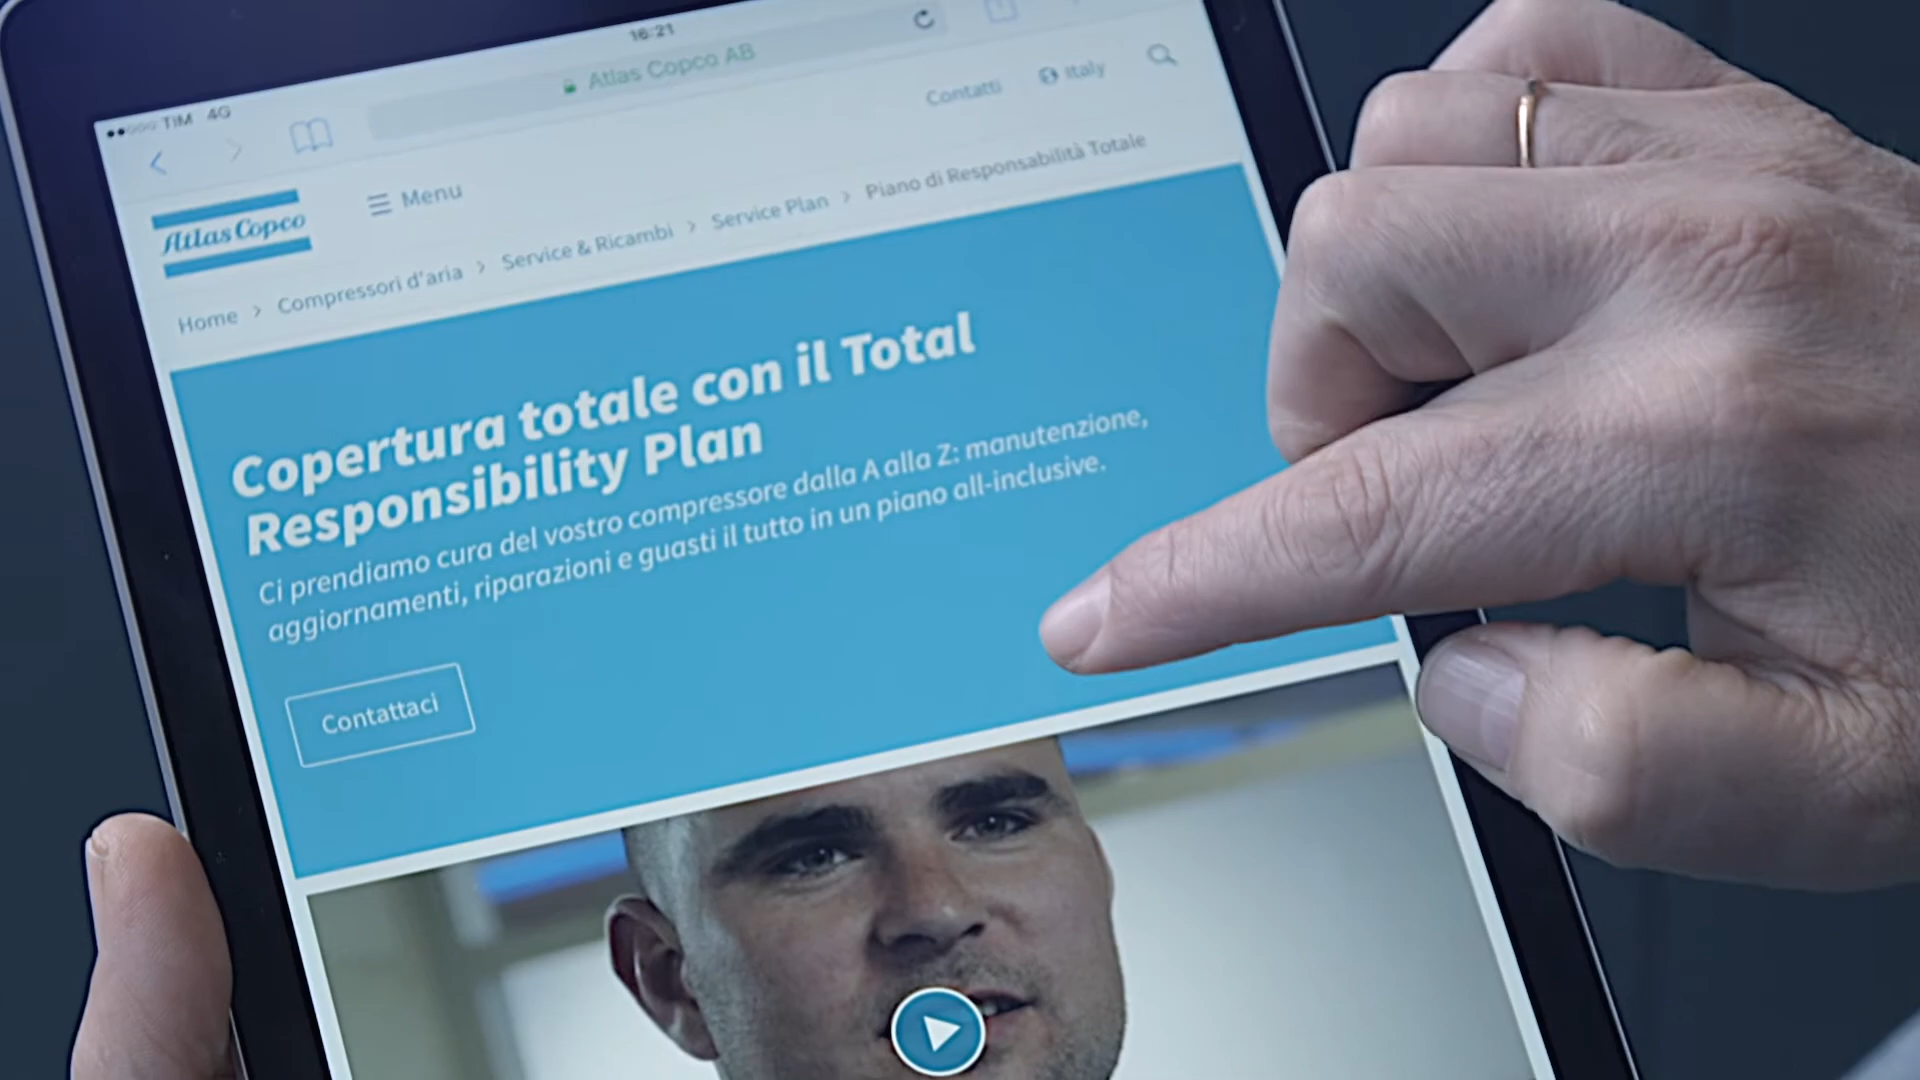 TIM 4G
16:21
Atlas Copco AB
Contatti
Italy
Atlas Copco
Menu
Home > Compressori d'aria > Service & Ricambi > Service Plan > Piano di Responsabilità Totale
Copertura totale con il Total
Responsibility Plan
Ci prendiamo cura del vostro compressore dalla A alla Z: manutenzione,
aggiornamenti, riparazioni e guasti il tutto in un piano all-inclusive.
Contattaci